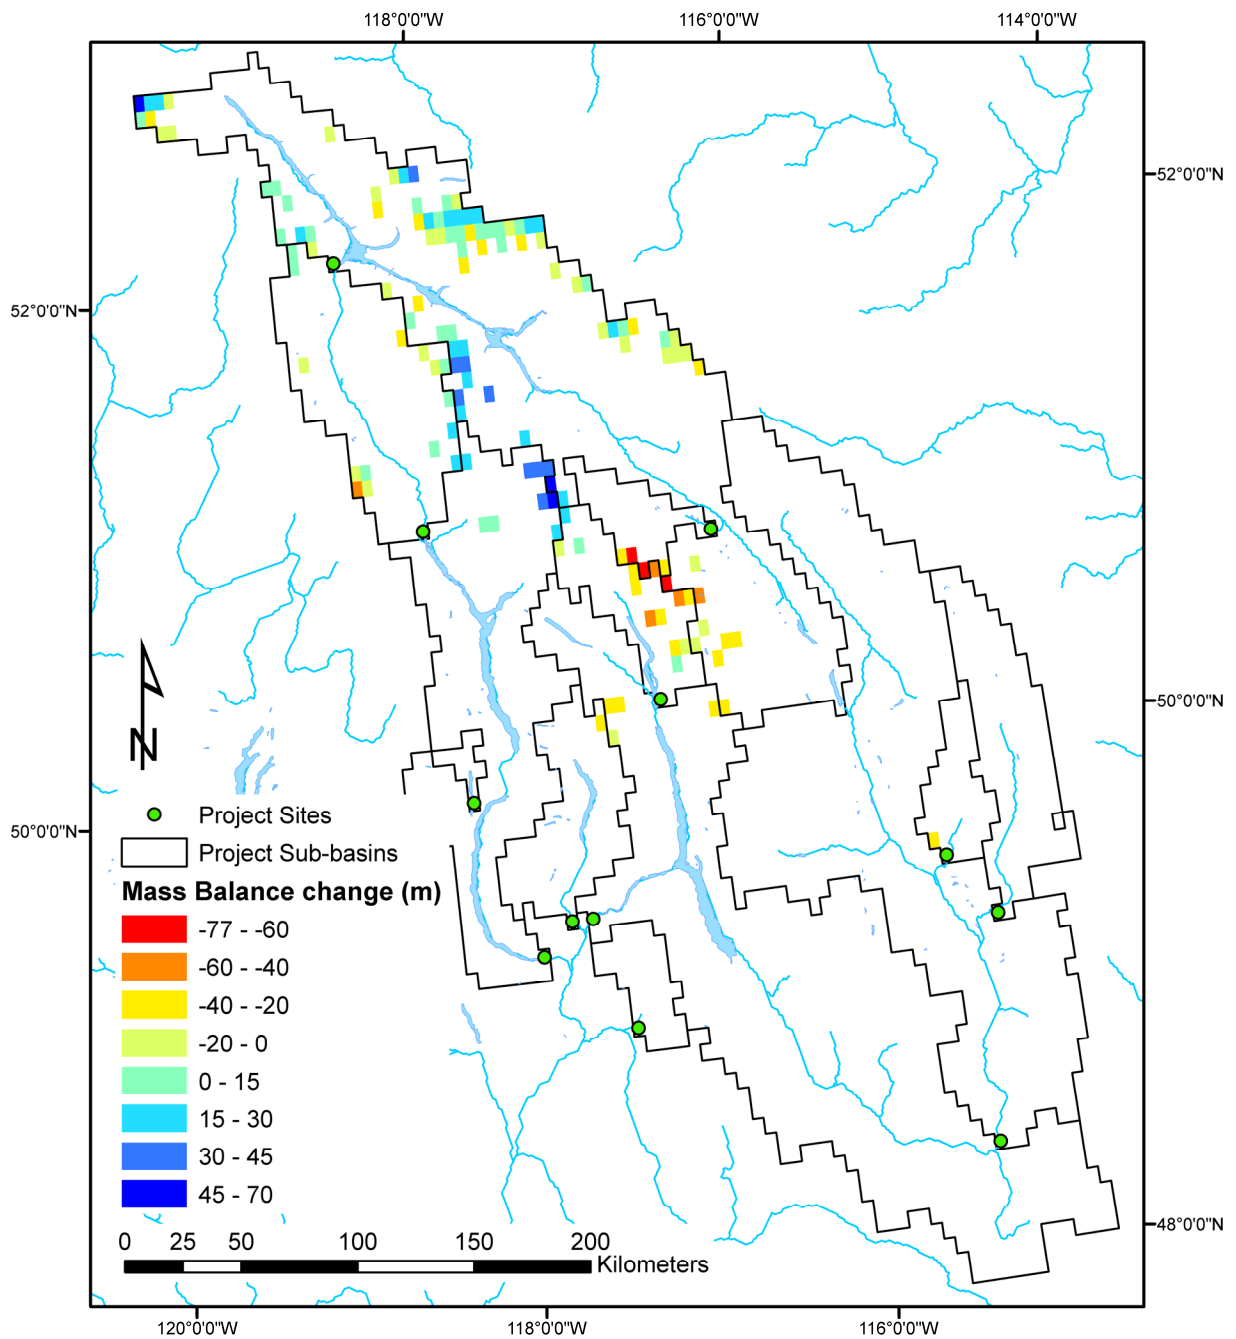 118°0'0"W 116°0'0"W 114°0'0"W
52°0'0"N
52°0'0"N
N
50°0'0"N
Project Sites
50°0'0"N
Project Sub-basins
Mass Balance change (m)
-77 - -60
-60 - -40
-40 - -20
-20 - 0
0 - 15
15 - 30
30 - 45
45 - 70
48°0'0"N
0 25 50 100 150 200
Kilometers
120°0'0"W 118°0'0"W 116°0'0"W